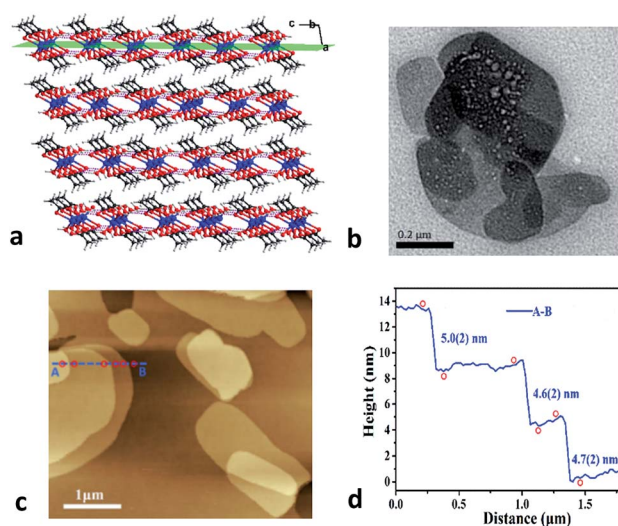 c
b
a
a
0.2 µm
b
A
B
1µm
c
Height (nm)
14
12
10
8
6
4
2
0
A-B
5.0(2) nm
4.6(2) nm
4.7(2) nm
0.0
0.5
1.0
1.5
Distance (µm)
d